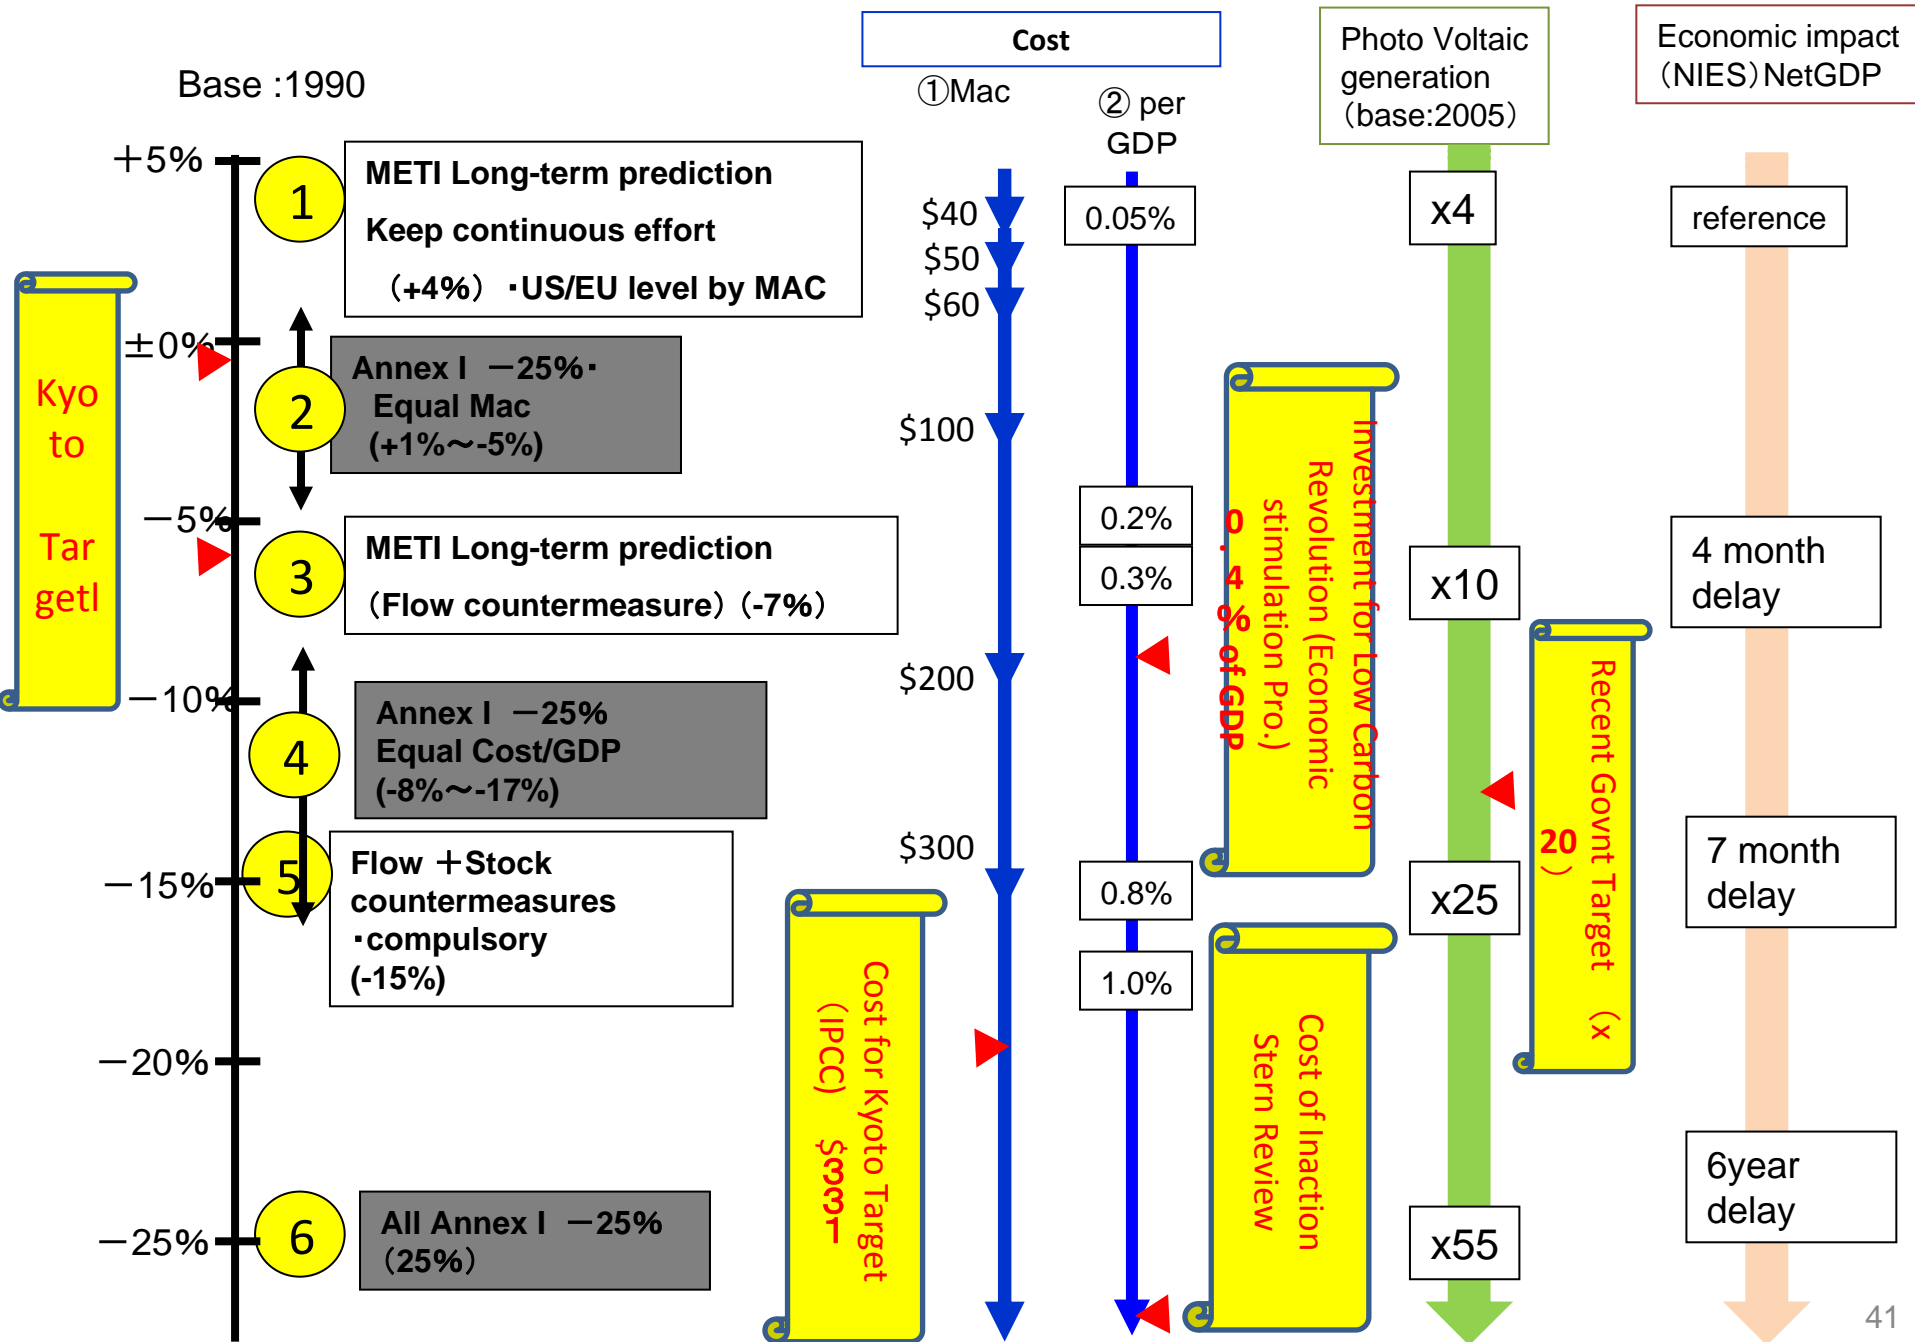 Base :1990
Cost
①Mac
② per
GDP
Photo Voltaic
generation
（base:2005）
Economic impact
（NIES）NetGDP
＋5%
±0%
－5%
－10%
－15%
－20%
－25%
Kyo
to
Tar
getl
1
METI Long-term prediction
Keep continuous effort
（+4%） ・US/EU level by MAC
2
Annex I －25%・
Equal Mac
(+1%～-5%)
3
METI Long-term prediction
（Flow countermeasure）（-7%）
4
Annex I －25%
Equal Cost/GDP
(-8%～-17%)
5
Flow ＋Stock
countermeasures
・compulsory
(-15%)
6
All Annex I －25%
（25%）
$40
$50
$60
$100
$200
$300
0.05%
0.2%
0.3%
0.8%
1.0%
Cost for Kyoto Target
（IPCC） $331
Investment for Low Carbon
Revolution (Economic
stimulation Pro.)
0.4% of GDP
Cost of Inaction
Stern Review
x4
x10
x25
x55
Recent Govnt Target （x
20）
reference
4 month
delay
7 month
delay
6year
delay
41